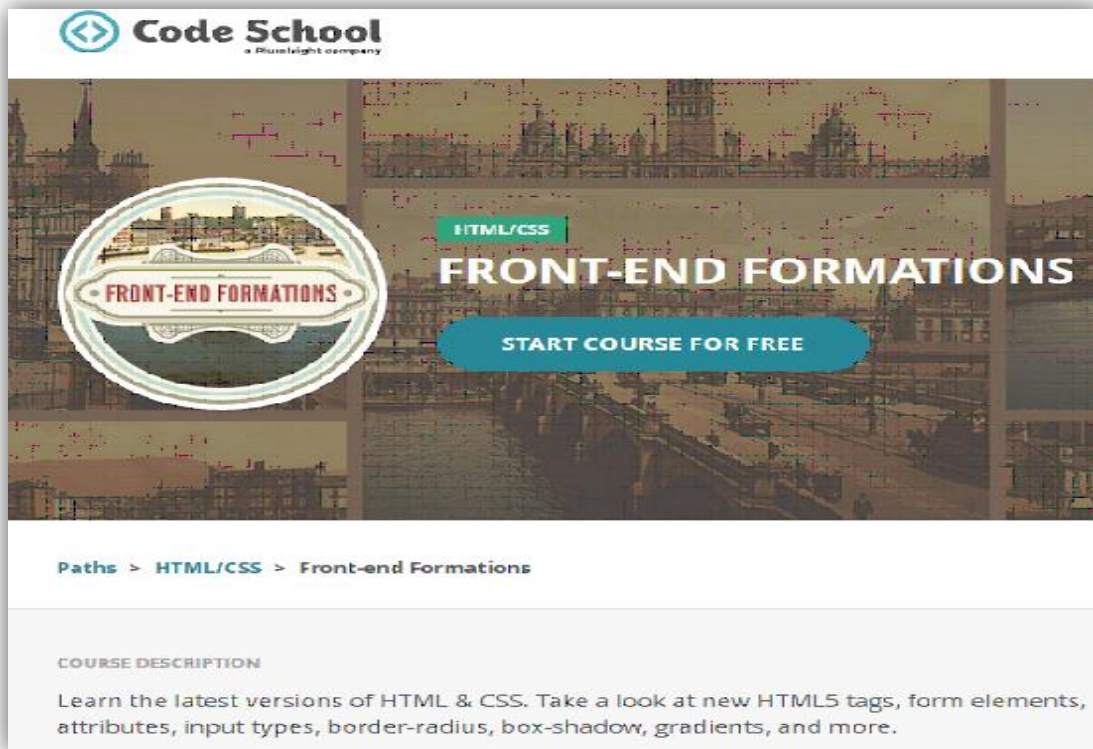 Code School
a Pluralsight company
HTML/CSS
FRONT-END FORMATIONS
FRONT-END FORMATIONS
START COURSE FOR FREE
Paths > HTML/CSS > Front-end Formations
COURSE DESCRIPTION
Learn the latest versions of HTML & CSS. Take a look at new HTML5 tags, form elements,
attributes, input types, border-radius, box-shadow, gradients, and more.